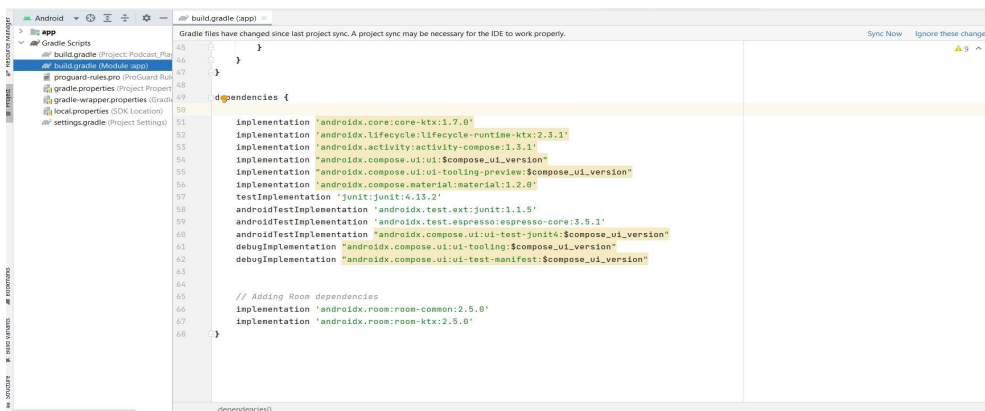 Android
build.gradle (:app)
app
Gradle files have changed since last project sync. A project sync may be necessary for the IDE to work properly.
Sync Now
Ignore these change
Gradle Scripts
build.gradle (Project: Podcast_Play
build.gradle (Module :app)
proguard-rules.pro (ProGuard Rul
gradle.properties (Project Propert
gradle-wrapper.properties (Gradl
local.properties (SDK Location)
settings.gradle (Project Settings)
Resource Manager
Project
Bookmarks
Build Variants
Structure
9
45 }
46 }
47 }
48
49 dependencies {
50
51 implementation 'androidx.core:core-ktx:1.7.0'
52 implementation 'androidx.lifecycle:lifecycle-runtime-ktx:2.3.1'
53 implementation 'androidx.activity:activity-compose:1.3.1'
54 implementation "androidx.compose.ui:ui:$compose_ui_version"
55 implementation "androidx.compose.ui:ui-tooling-preview:$compose_ui_version"
56 implementation 'androidx.compose.material:material:1.2.0'
57 testImplementation 'junit:junit:4.13.2'
58 androidTestImplementation 'androidx.test.ext:junit:1.1.5'
59 androidTestImplementation 'androidx.test.espresso:espresso-core:3.5.1'
60 androidTestImplementation "androidx.compose.ui:ui-test-junit4:$compose_ui_version"
61 debugImplementation "androidx.compose.ui:ui-tooling:$compose_ui_version"
62 debugImplementation "androidx.compose.ui:ui-test-manifest:$compose_ui_version"
63
64
65 // Adding Room dependencies
66 implementation 'androidx.room:room-common:2.5.0'
67 implementation 'androidx.room:room-ktx:2.5.0'
68 }
dependencies{}